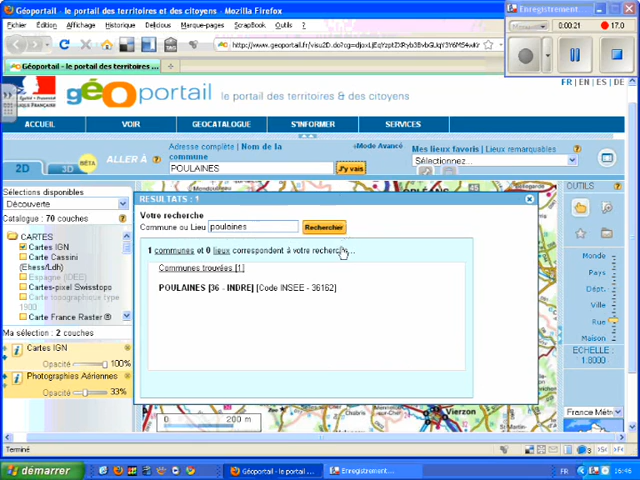 Géoportail - le portail des territoires et des citoyens - Mozilla Firefox
Enregistrement
Fichier Edition Affichage Historique Delicious Marque-pages ScrapBook Outils ?
0:00:21 17.0
Géoportail - le portail des territoires ...
FR | EN | ES | DE
géoportail le portail des territoires & des citoyens
ACCUEIL VOIR GEOCATALOGUE S'INFORMER SERVICES
2D 3D BÉTA ALLER À ?
Adresse complète | Nom de la commune
Mode Avancé
POULAINES J'y vais
Mes lieux favoris | Lieux remarquables ?
Sélectionnez...
Sélections disponibles
Découverte
Catalogue : 70 couches ?
CARTES
Cartes IGN
Carte Cassini
(Ehess/Ldh)
Espagne (IDEE)
Cartes-pixel Swisstopo
Carte topographique type
1900
Carte France Raster ®
Ma sélection : 2 couches
Cartes IGN
Opacité 100%
Photographies Aériennes
Opacité 33%
RESULTATS : 1
Votre recherche
Commune ou Lieu poulaines Rechercher
1 communes et 0 lieux correspondent à votre recherche...
Communes trouvées [1]
POULAINES [36 - INDRE] [Code INSEE - 36162]
0 200 m
Vierzon
OUTILS ?
Monde
Pays
Dépt.
Ville
Rue
Maison
ECHELLE :
1:8000
France Métr
Terminé
démarrer
Géoportail - le portail ...
Enregistrement...
FR
16:46